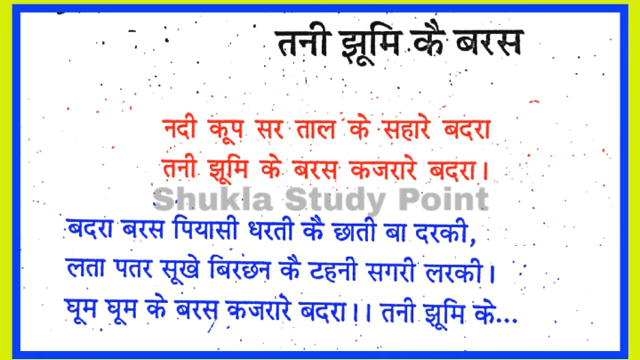 तनी झूमि कै बरस
नदी कूप सर ताल के सहारे बदरा
तनी झूमि के बरस कजरारे बदरा।
Shukla Study Point
बदरा बरस पियासी धरती कै छाती बा दरकी,
लता पतर सूखे बिरछन कै टहनी सगरी लरकी।
घूम घूम के बरस कजरारे बदरा।। तनी झूमि के...